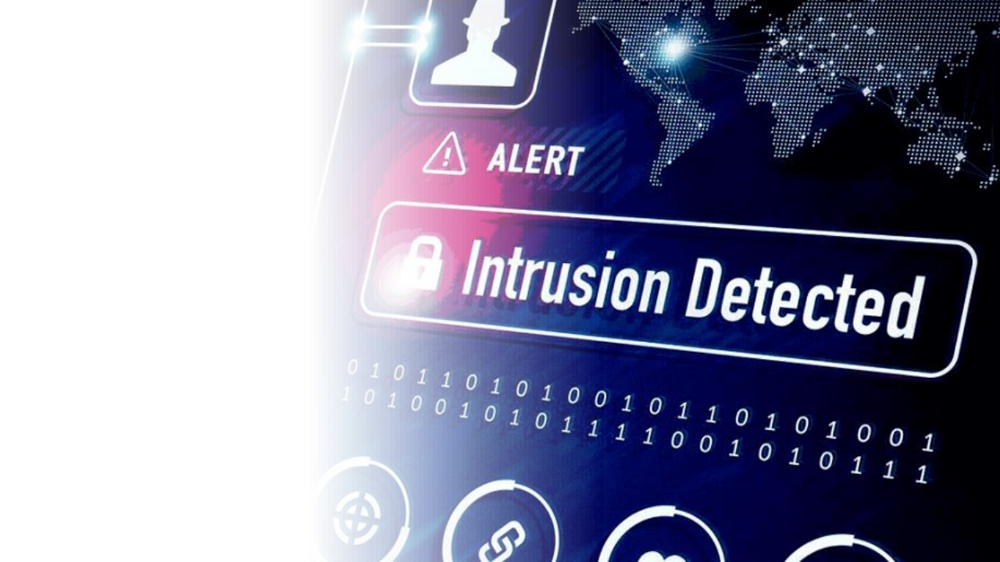 ALERT
Intrusion Detected
0 1 0 1 1 0 1 0 1 0 0 1 0 1 1 0 1 0 1 0 0 1
1 0 1 0 0 1 0 1 0 1 1 1 1 0 0 1 0 1 0 1 1 1